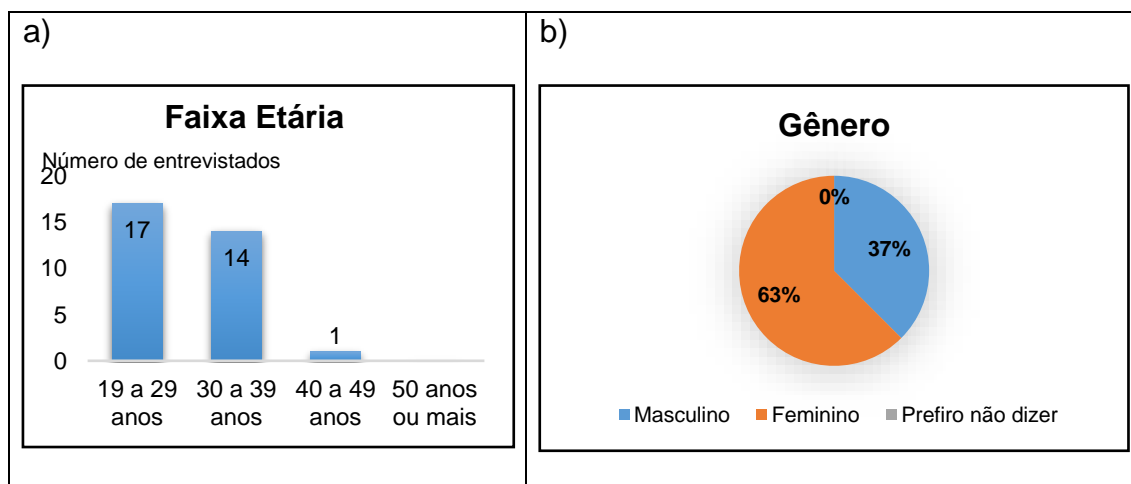 a)
Faixa Etária
Número de entrevistados
20
15
10
5
0
17
14
1
19 a 29
anos
30 a 39
anos
40 a 49
anos
50 anos
ou mais
b)
Gênero
0%
37%
63%
Masculino Feminino Prefiro não dizer